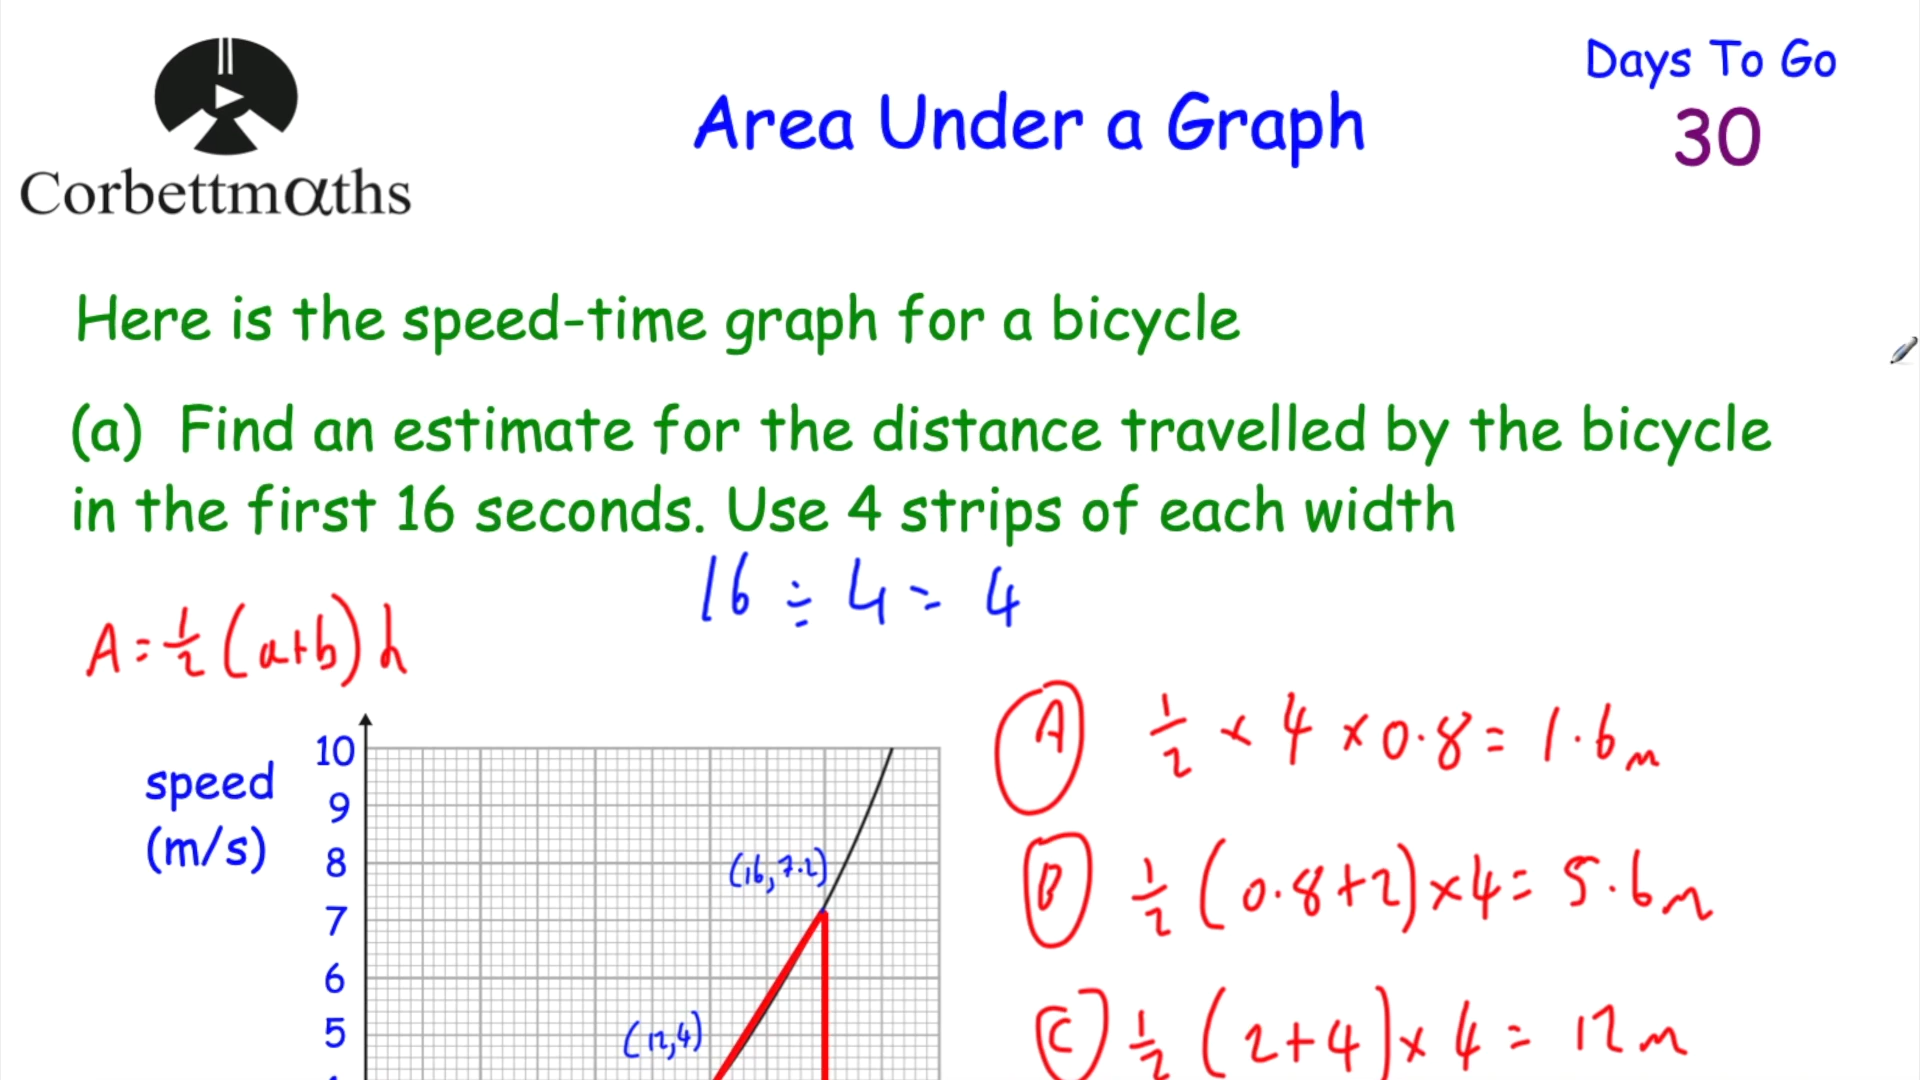 Days To Go
30
Area Under a Graph
Corbettmαths
Here is the speed-time graph for a bicycle
(a) Find an estimate for the distance travelled by the bicycle
in the first 16 seconds. Use 4 strips of each width
16 ÷ 4 = 4
A = 1/2 (a+b) h
A 1/2 × 4 × 0.8 = 1.6m
B 1/2 (0.8+2) × 4 = 5.6m
C 1/2 (2+4) × 4 = 12m
speed
(m/s)
10
9
8
7
6
5
(16, 7.2)
(12,4)